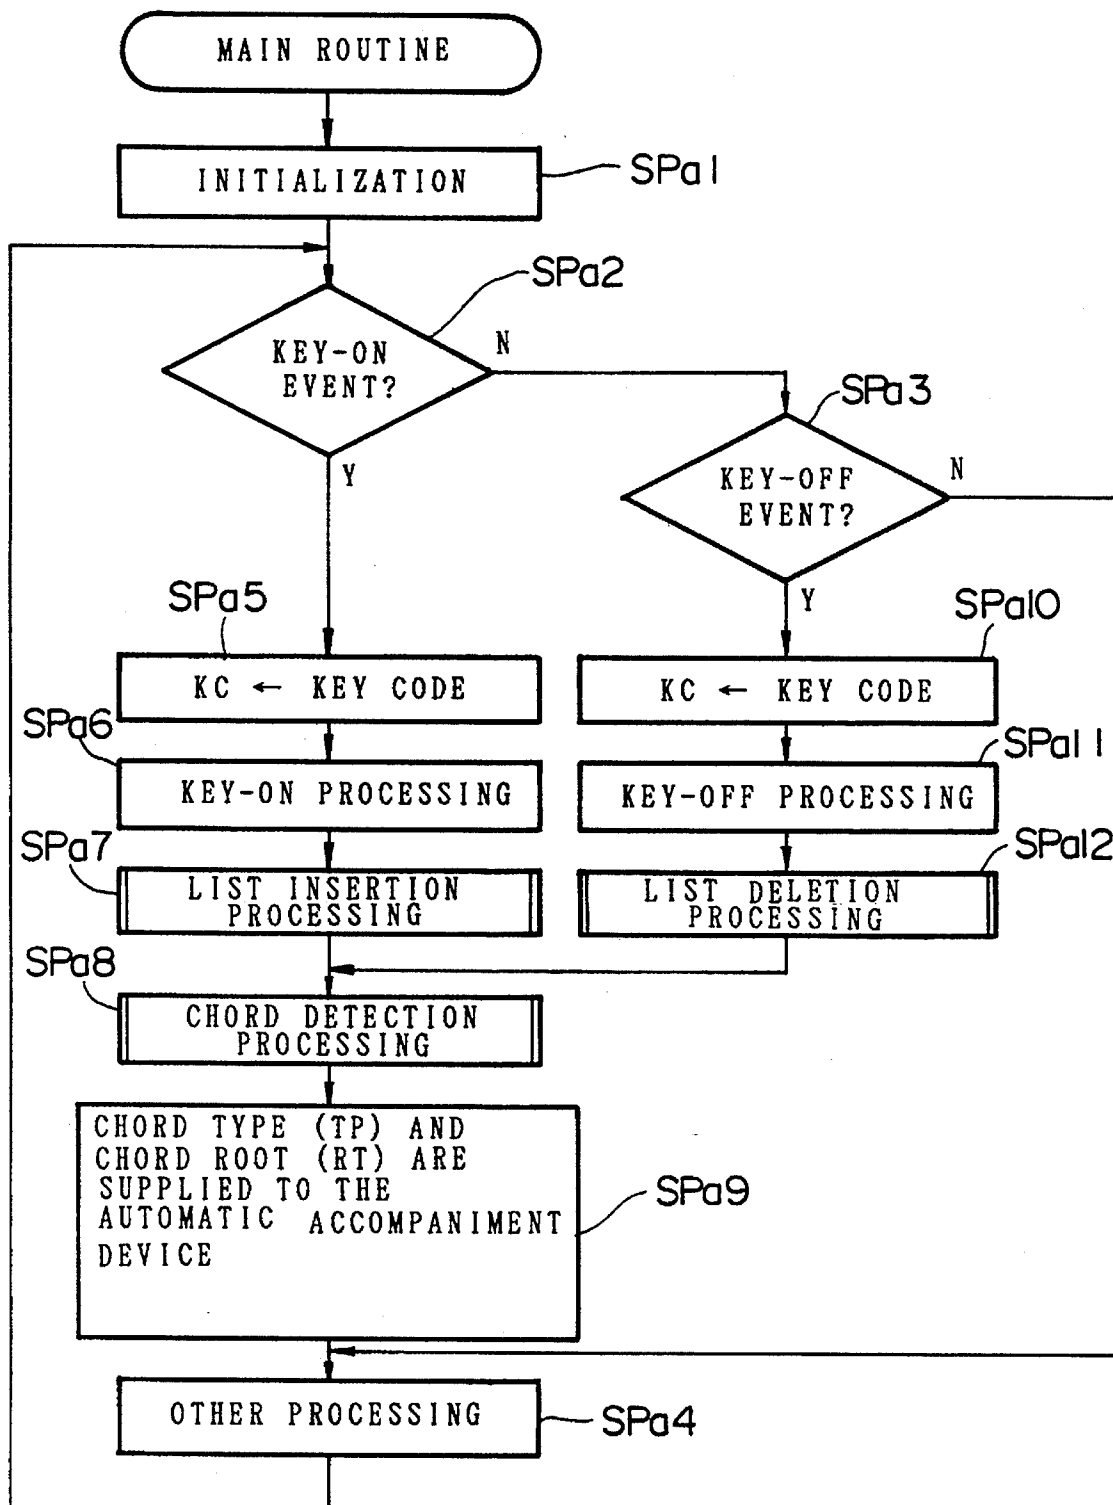 MAIN ROUTINE
INITIALIZATION
SPa1
SPa2
KEY-ON
EVENT?
N
Y
SPa3
KEY-OFF
EVENT?
N
Y
SPa5
KC ← KEY CODE
SPa10
KC ← KEY CODE
SPa6
KEY-ON PROCESSING
SPa11
KEY-OFF PROCESSING
SPa7
LIST INSERTION
PROCESSING
SPa12
LIST DELETION
PROCESSING
SPa8
CHORD DETECTION
PROCESSING
CHORD TYPE (TP) AND
CHORD ROOT (RT) ARE
SUPPLIED TO THE
AUTOMATIC ACCOMPANIMENT
DEVICE
SPa9
OTHER PROCESSING
SPa4